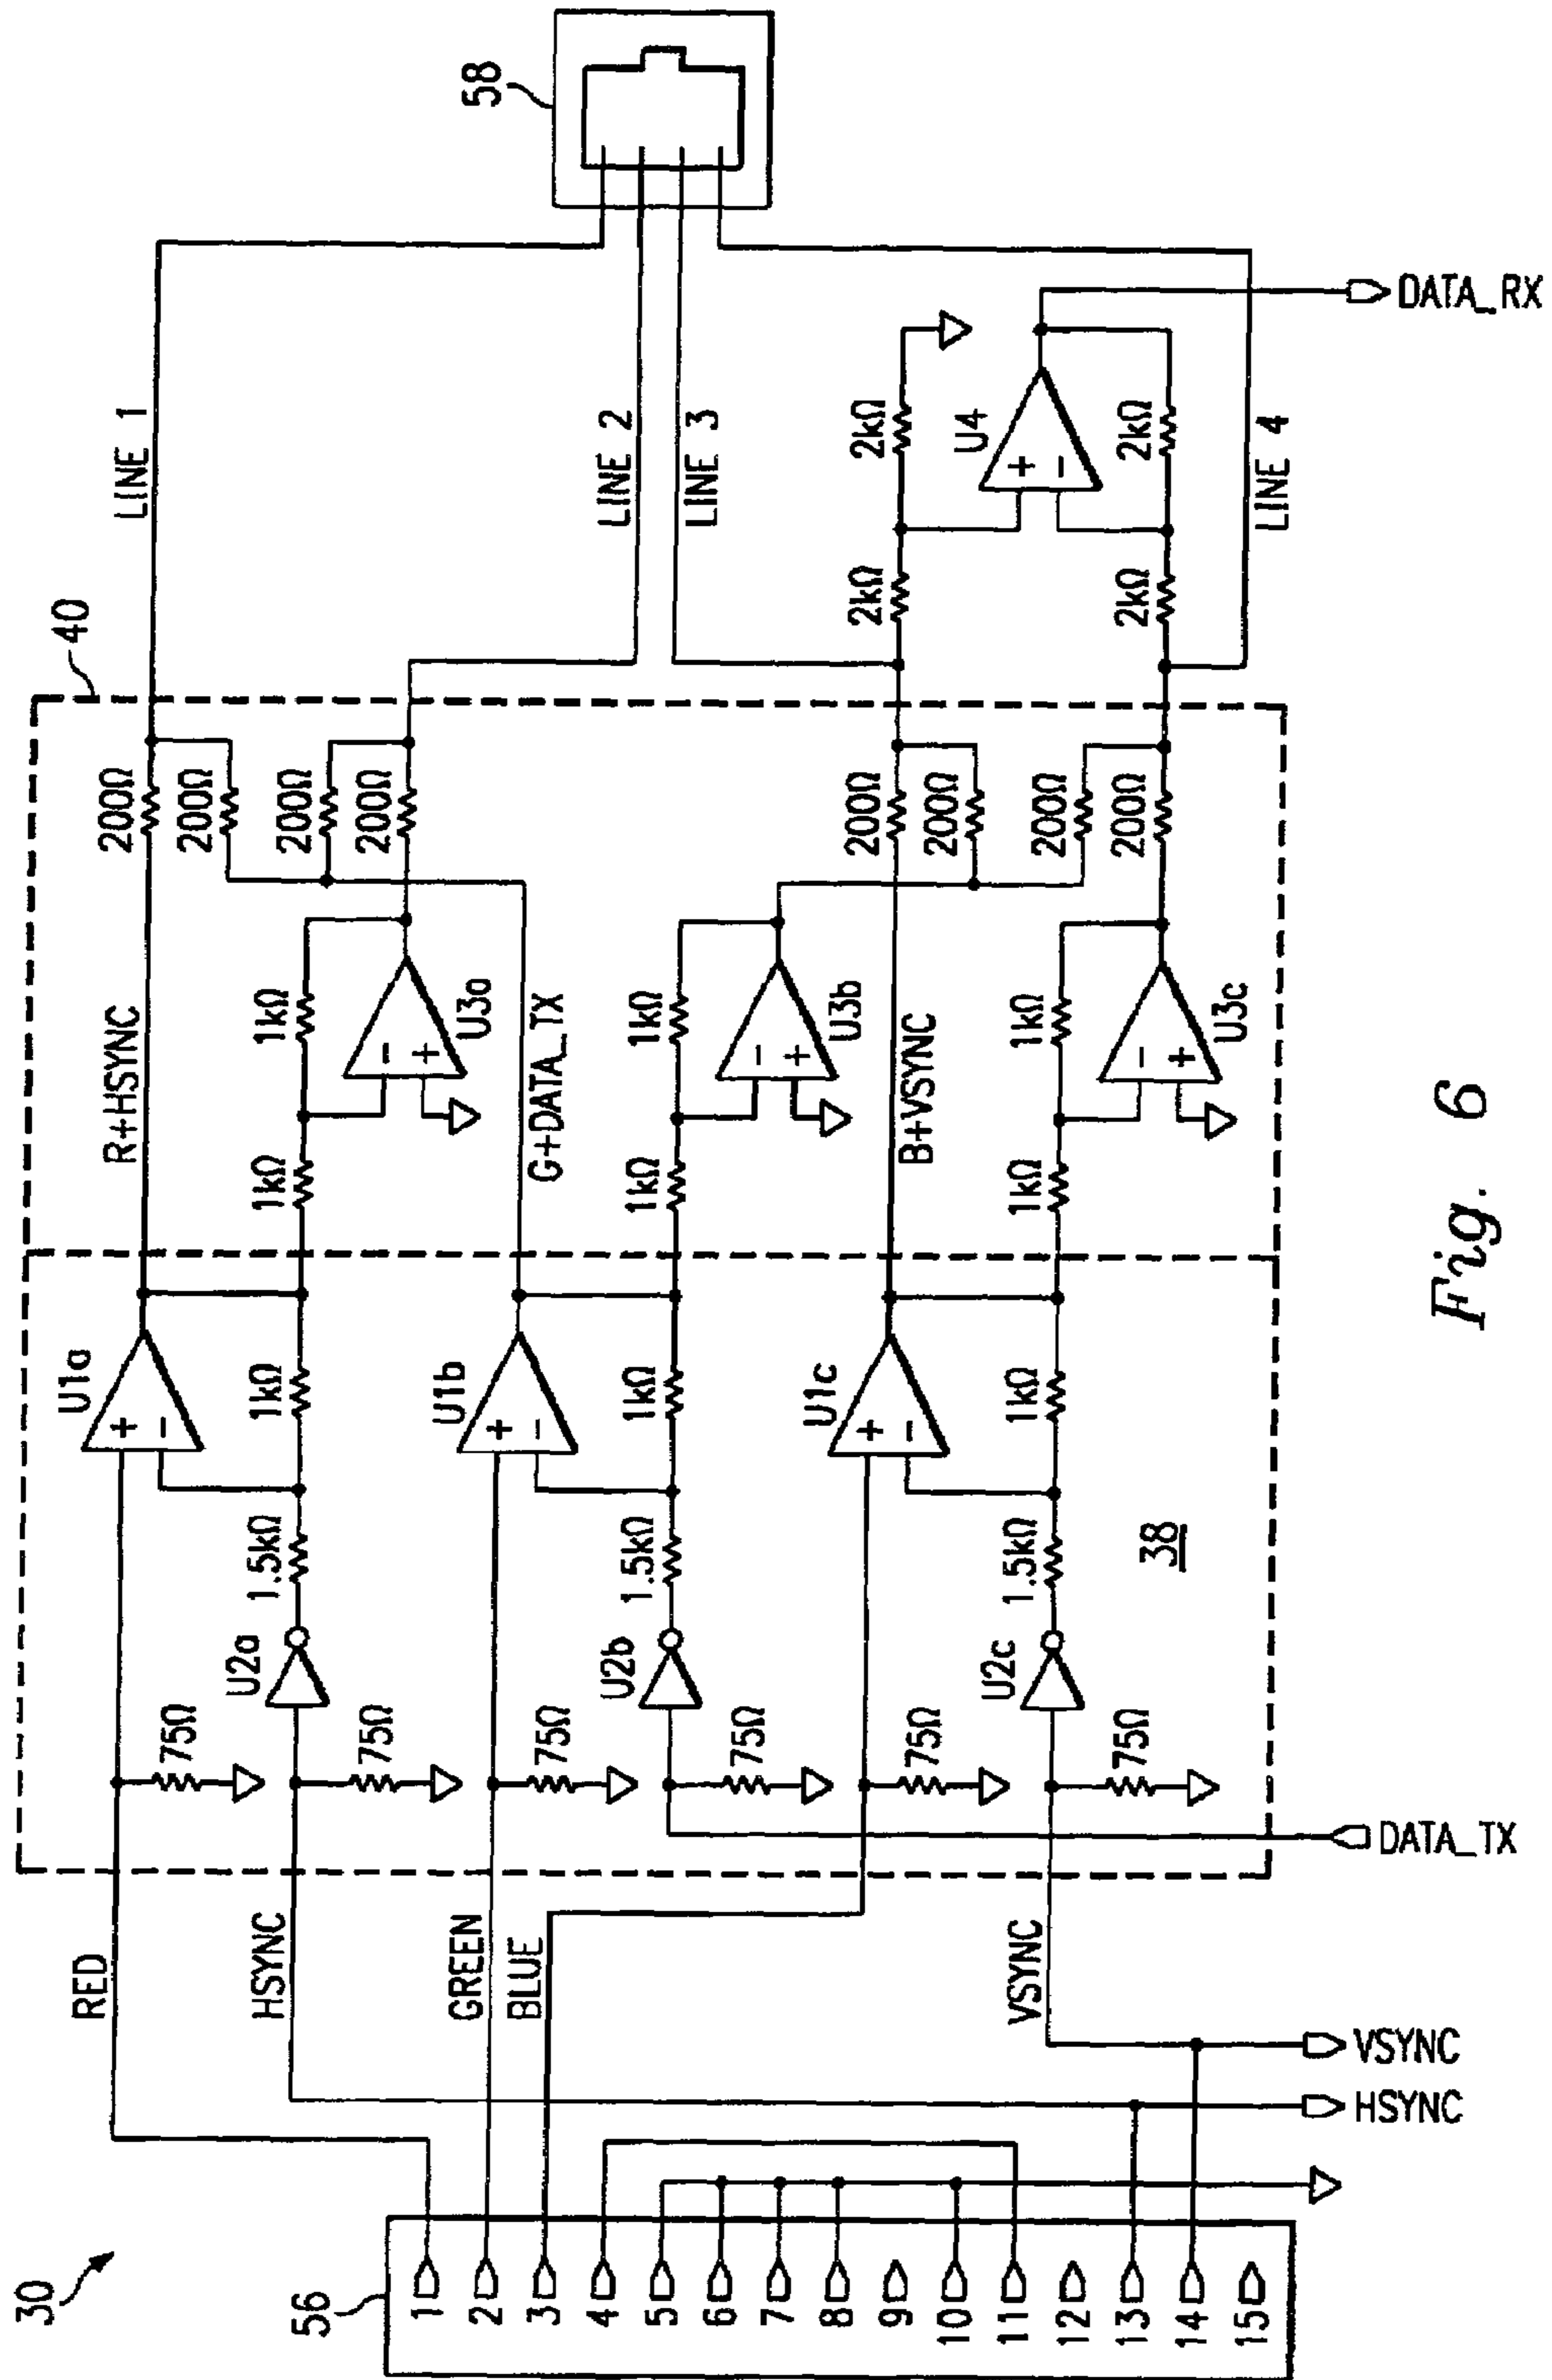 30
56
1
2
3
4
5
6
7
8
9
10
11
12
13
14
15
RED
HSYNC
GREEN
BLUE
VSYNC
HSYNC
VSYNC
DATA_TX
38
75Ω
75Ω
75Ω
75Ω
75Ω
75Ω
U2a
U2b
U2c
1.5kΩ
1.5kΩ
1.5kΩ
U1a
+
−
1kΩ
U1b
+
−
1kΩ
U1c
+
−
1kΩ
R+HSYNC
1kΩ
1kΩ
−
+
U3a
G+DATA_TX
1kΩ
1kΩ
−
+
U3b
B+VSYNC
1kΩ
1kΩ
−
+
U3c
40
200Ω
200Ω
200Ω
200Ω
200Ω
200Ω
200Ω
200Ω
LINE 1
LINE 2
LINE 3
LINE 4
2kΩ
2kΩ
U4
+
−
2kΩ
2kΩ
DATA_RX
58
Fig. 6